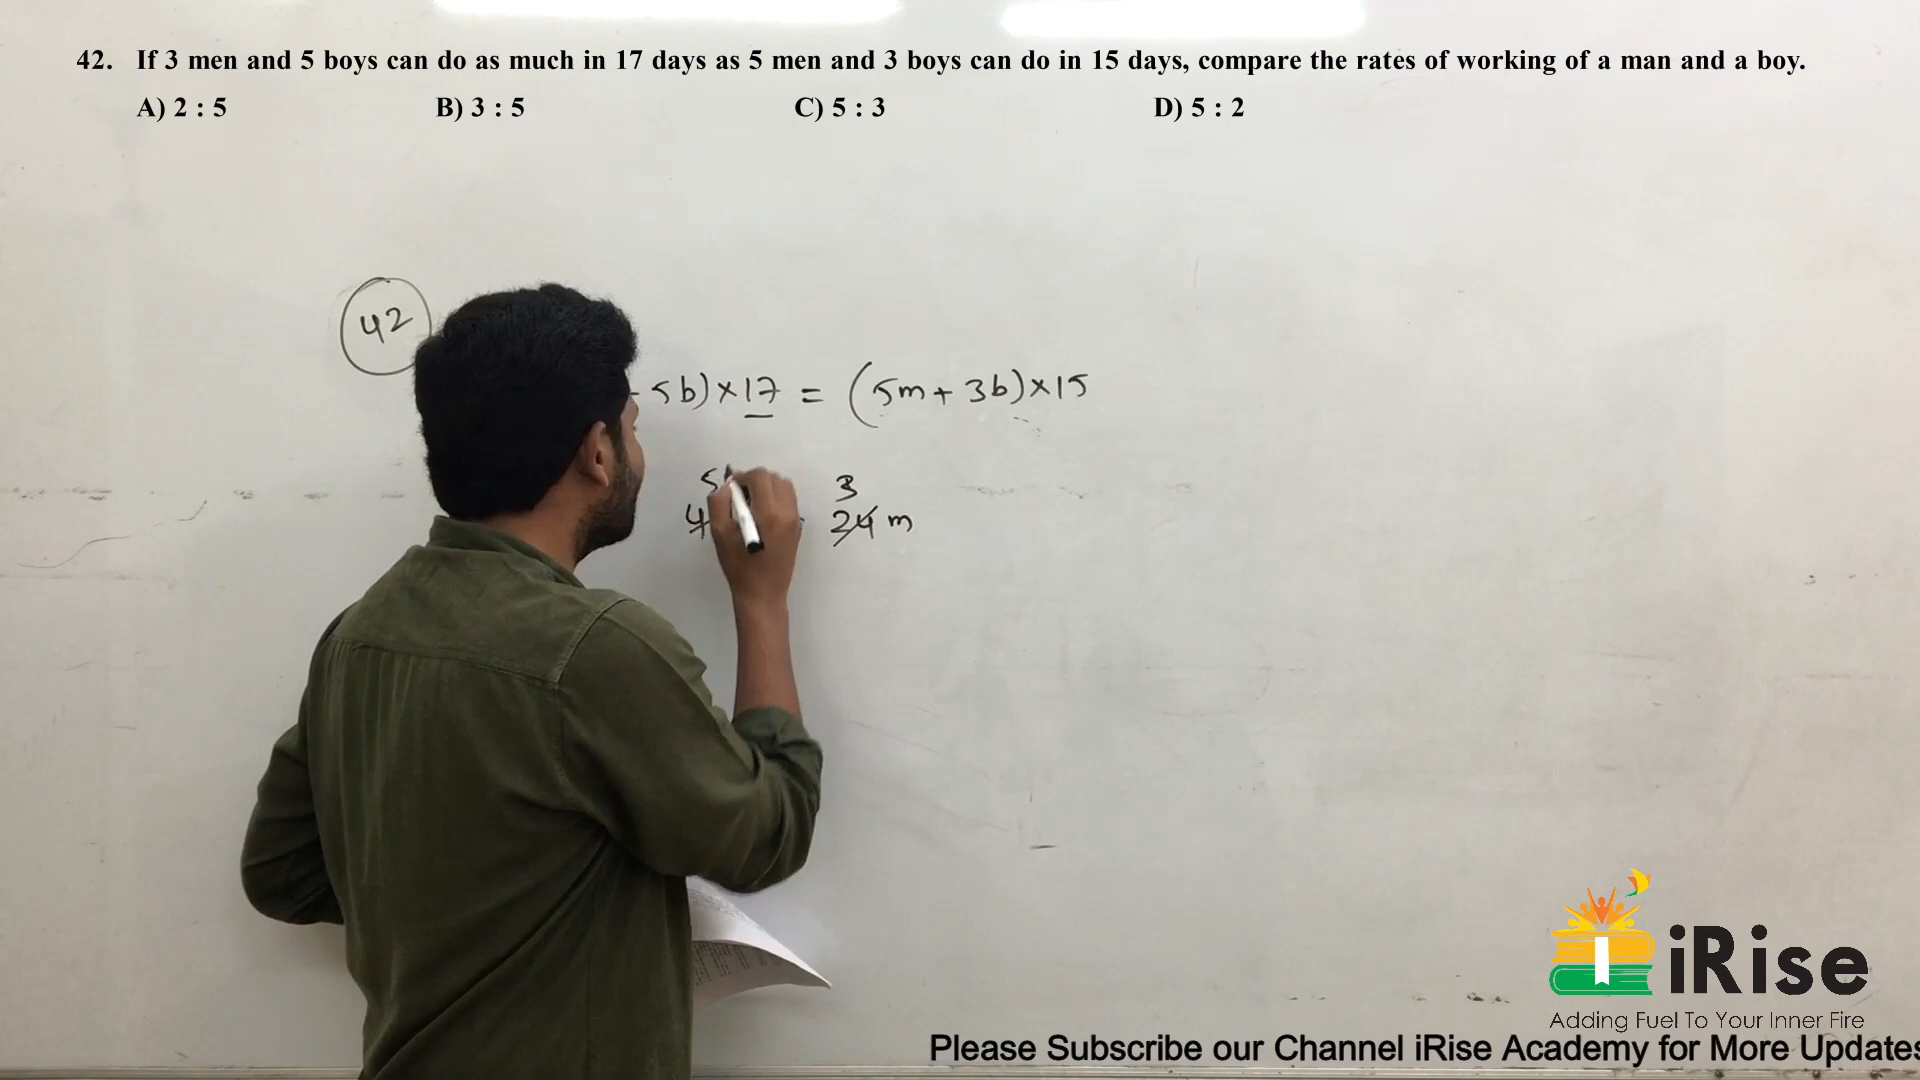 42. If 3 men and 5 boys can do as much in 17 days as 5 men and 3 boys can do in 15 days, compare the rates of working of a man and a boy.
A) 2 : 5 B) 3 : 5 C) 5 : 3 D) 5 : 2
42
5b) × 17 = (5m + 3b) × 15
5 3
4 24 m
iRise
Adding Fuel To Your Inner Fire
Please Subscribe our Channel iRise Academy for More Updates